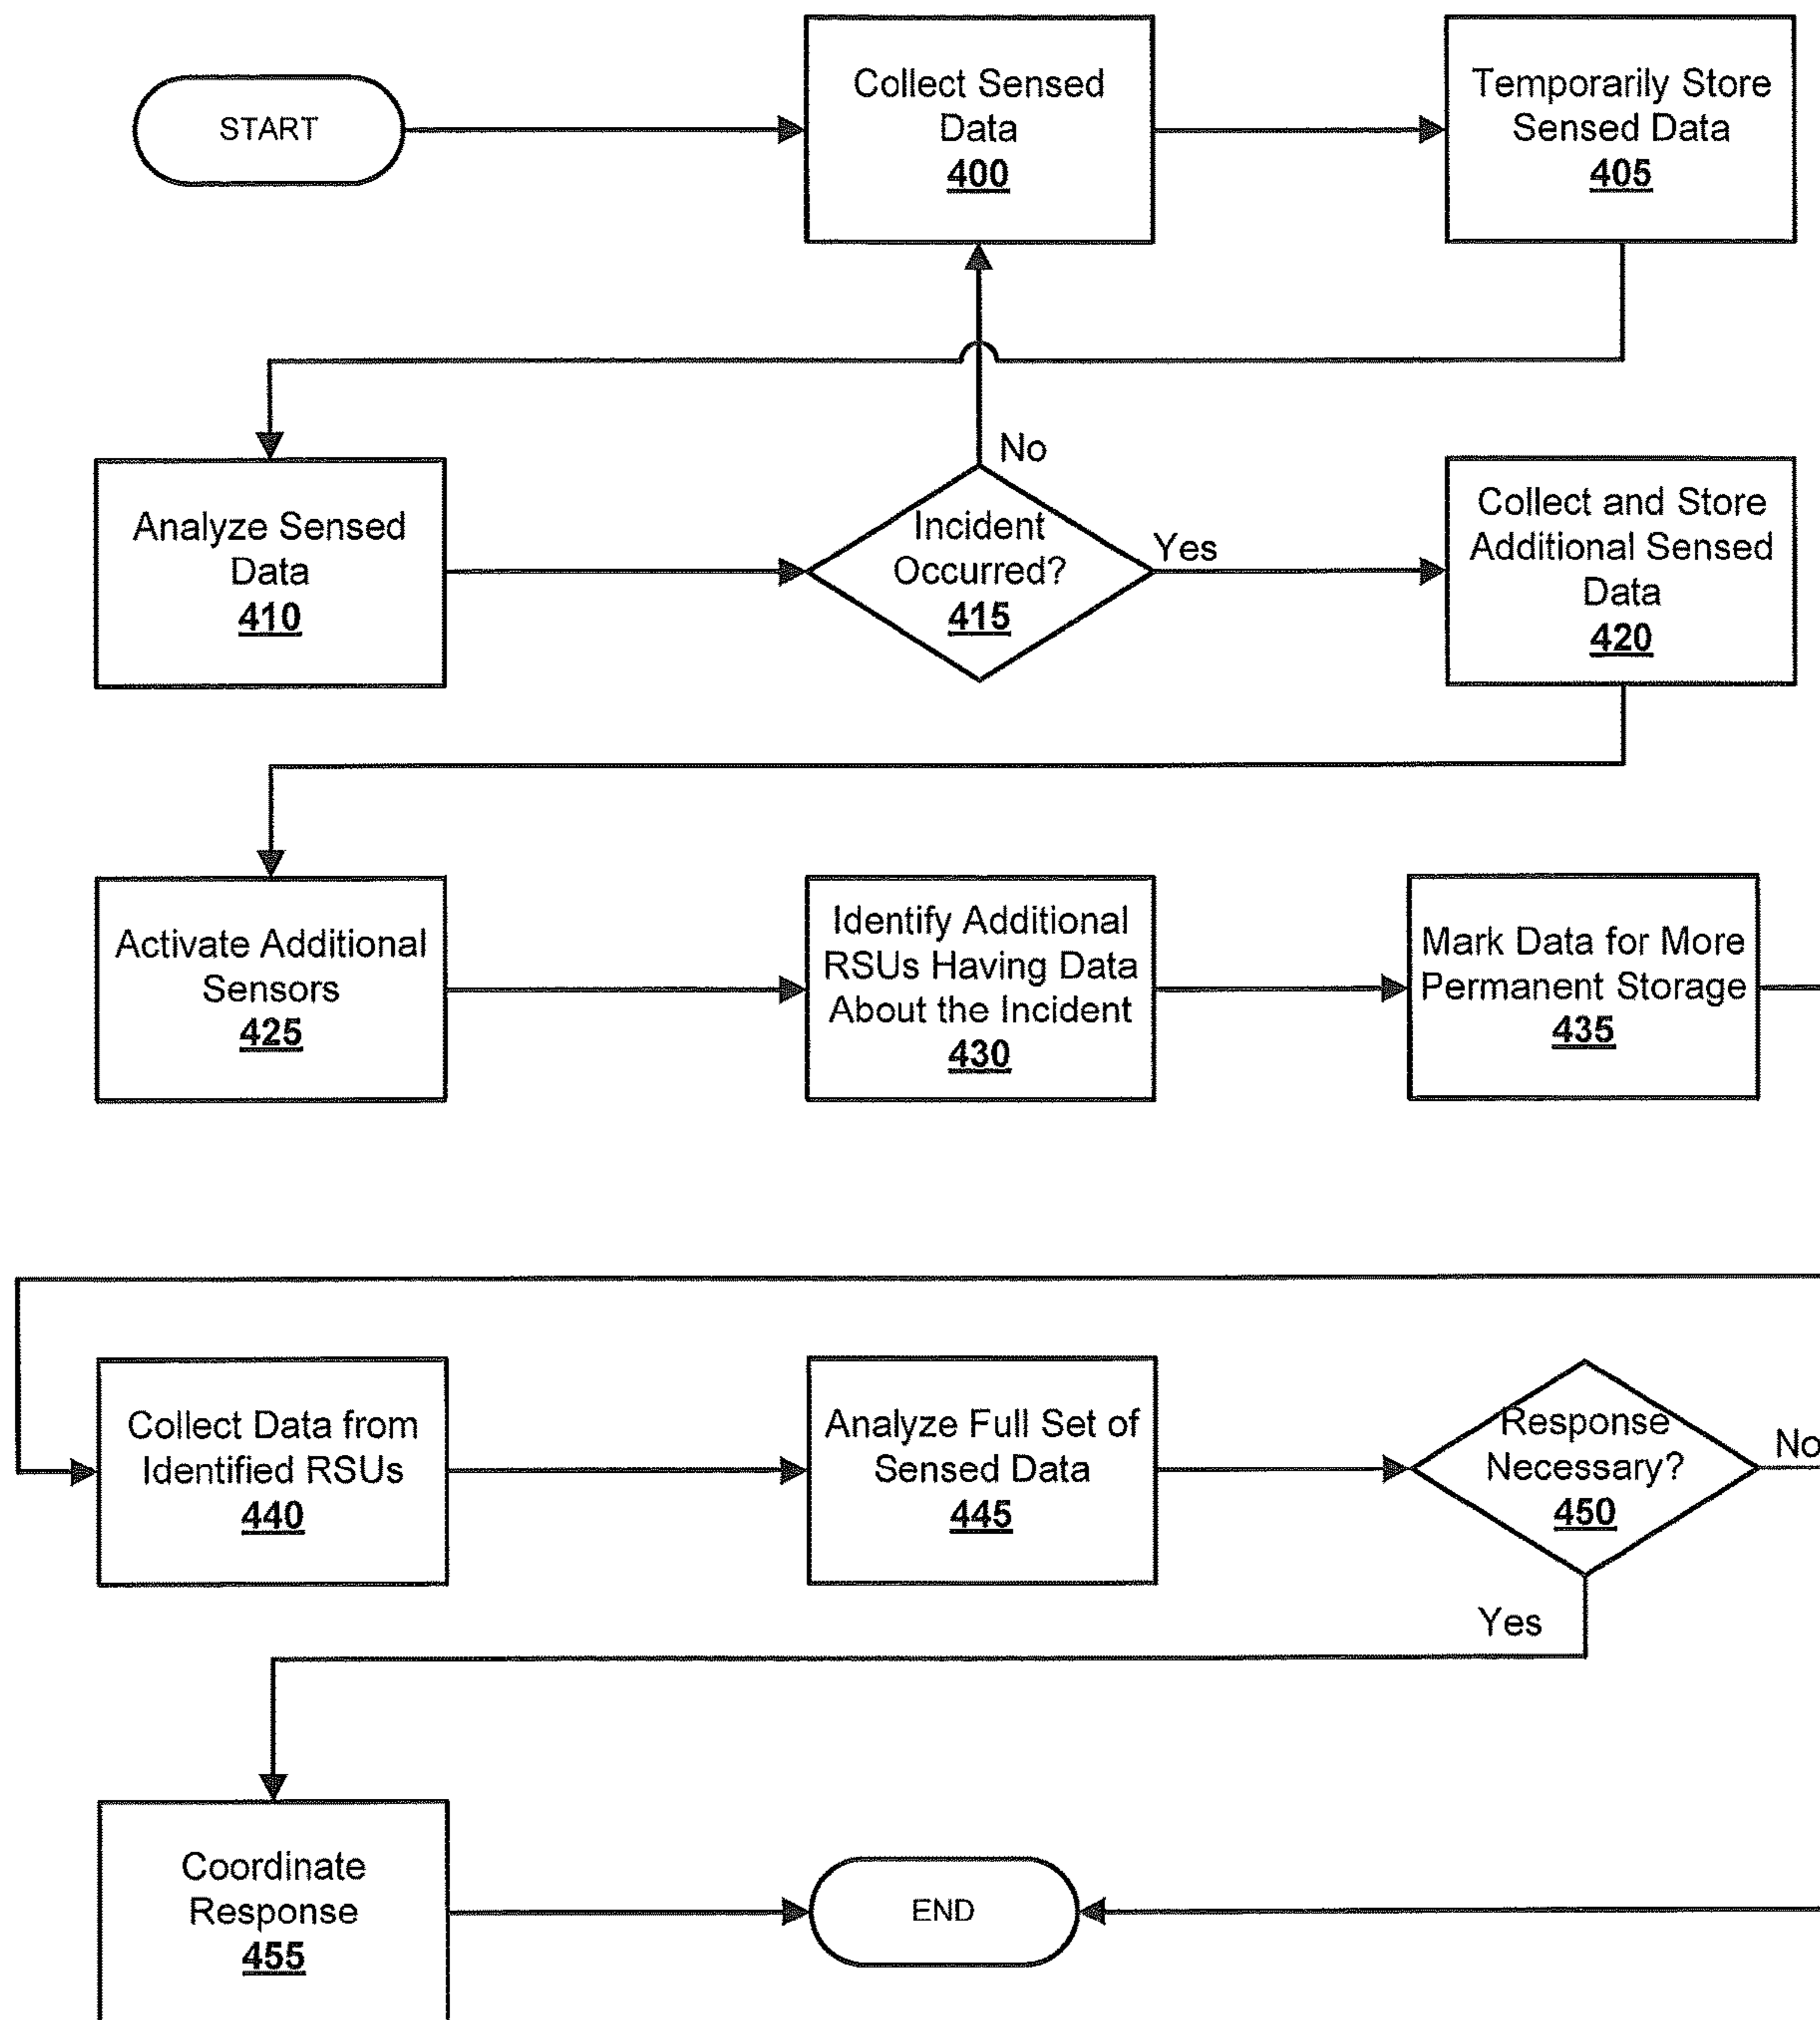 START
Collect Sensed
Data
400
Temporarily Store
Sensed Data
405
Analyze Sensed
Data
410
No
Incident
Occurred?
415
Yes
Collect and Store
Additional Sensed
Data
420
Activate Additional
Sensors
425
Identify Additional
RSUs Having Data
About the Incident
430
Mark Data for More
Permanent Storage
435
Collect Data from
Identified RSUs
440
Analyze Full Set of
Sensed Data
445
Response
Necessary?
450
No
Yes
Coordinate
Response
455
END